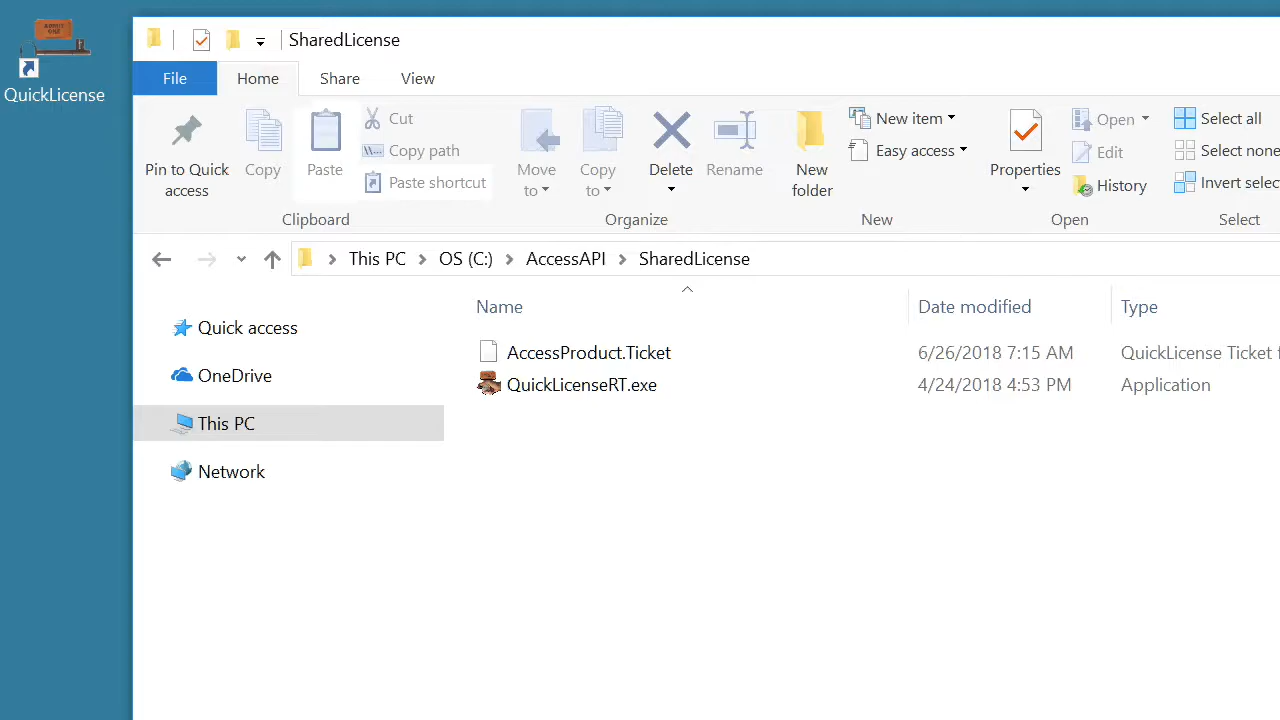 ADMIT
ONE
QuickLicense
SharedLicense
File
Home
Share
View
Pin to Quick
access
Copy
Paste
Cut
Copy path
Paste shortcut
Clipboard
Move
to
Copy
to
Delete
Rename
Organize
New
folder
New item
Easy access
New
Properties
Open
Edit
History
Open
Select all
Select none
Invert selec
Select
This PC
OS (C:)
AccessAPI
SharedLicense
Quick access
OneDrive
This PC
Network
Name
Date modified
Type
AccessProduct.Ticket
6/26/2018 7:15 AM
QuickLicense Ticket f
QuickLicenseRT.exe
4/24/2018 4:53 PM
Application